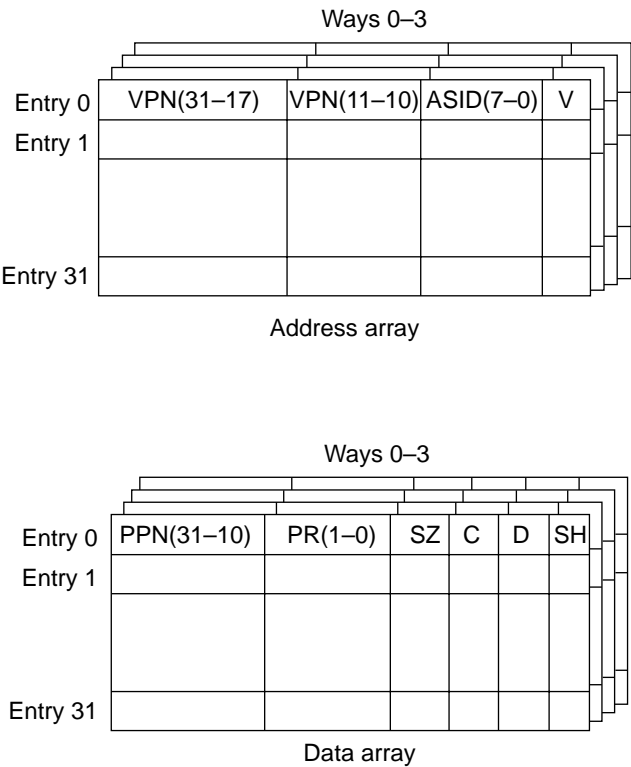 Ways 0–3
Entry 0 VPN(31–17) VPN(11–10) ASID(7–0) V
Entry 1
Entry 31
Address array
Ways 0–3
Entry 0 PPN(31–10) PR(1–0) SZ C D SH
Entry 1
Entry 31
Data array